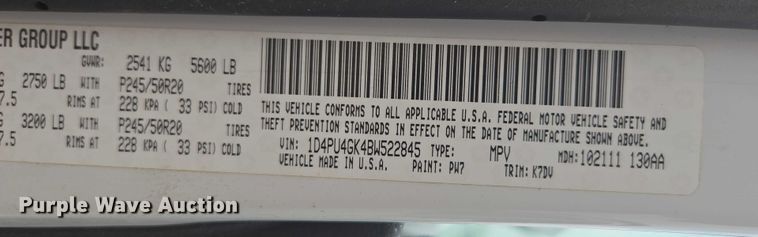 ER GROUP LLC
GVWR: 2541 KG 5600 LB
G 2750 LB WITH P245/50R20 TIRES
7.5 RIMS AT 228 KPA ( 33 PSI) COLD
G 3200 LB WITH P245/50R20 TIRES
7.5 RIMS AT 228 KPA ( 33 PSI) COLD
THIS VEHICLE CONFORMS TO ALL APPLICABLE U.S.A. FEDERAL MOTOR VEHICLE SAFETY AND
THEFT PREVENTION STANDARDS IN EFFECT ON THE DATE OF MANUFACTURE SHOWN ABOVE.
VIN: 1D4PU4GK4BW522845 TYPE: MPV MDH: 102111 130AA
VEHICLE MADE IN U.S.A. PAINT: PW7 TRIM: K7DV
Purple Wave Auction